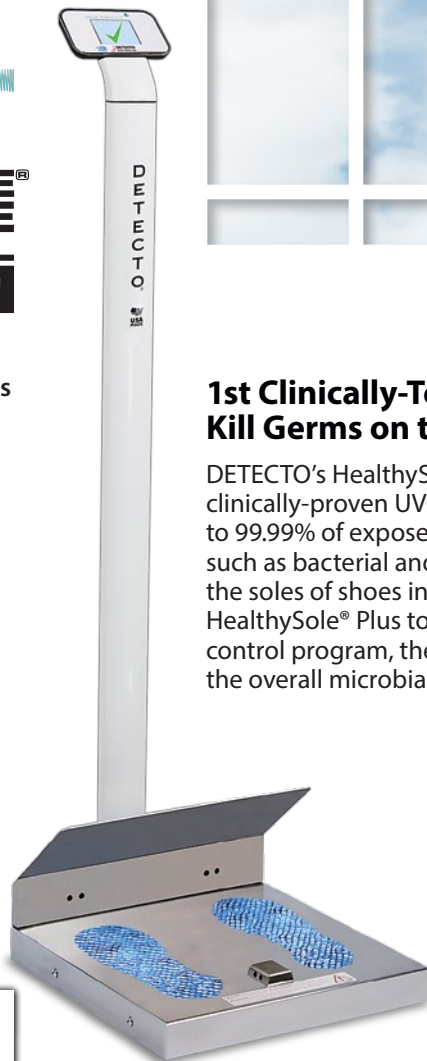 ®
DETECTO®
USA
s
1st Clinically-Te
Kill Germs on t
DETECTO's HealthyS
clinically-proven UV
to 99.99% of expose
such as bacterial and
the soles of shoes in
HealthySole® Plus to
control program, the
the overall microbia